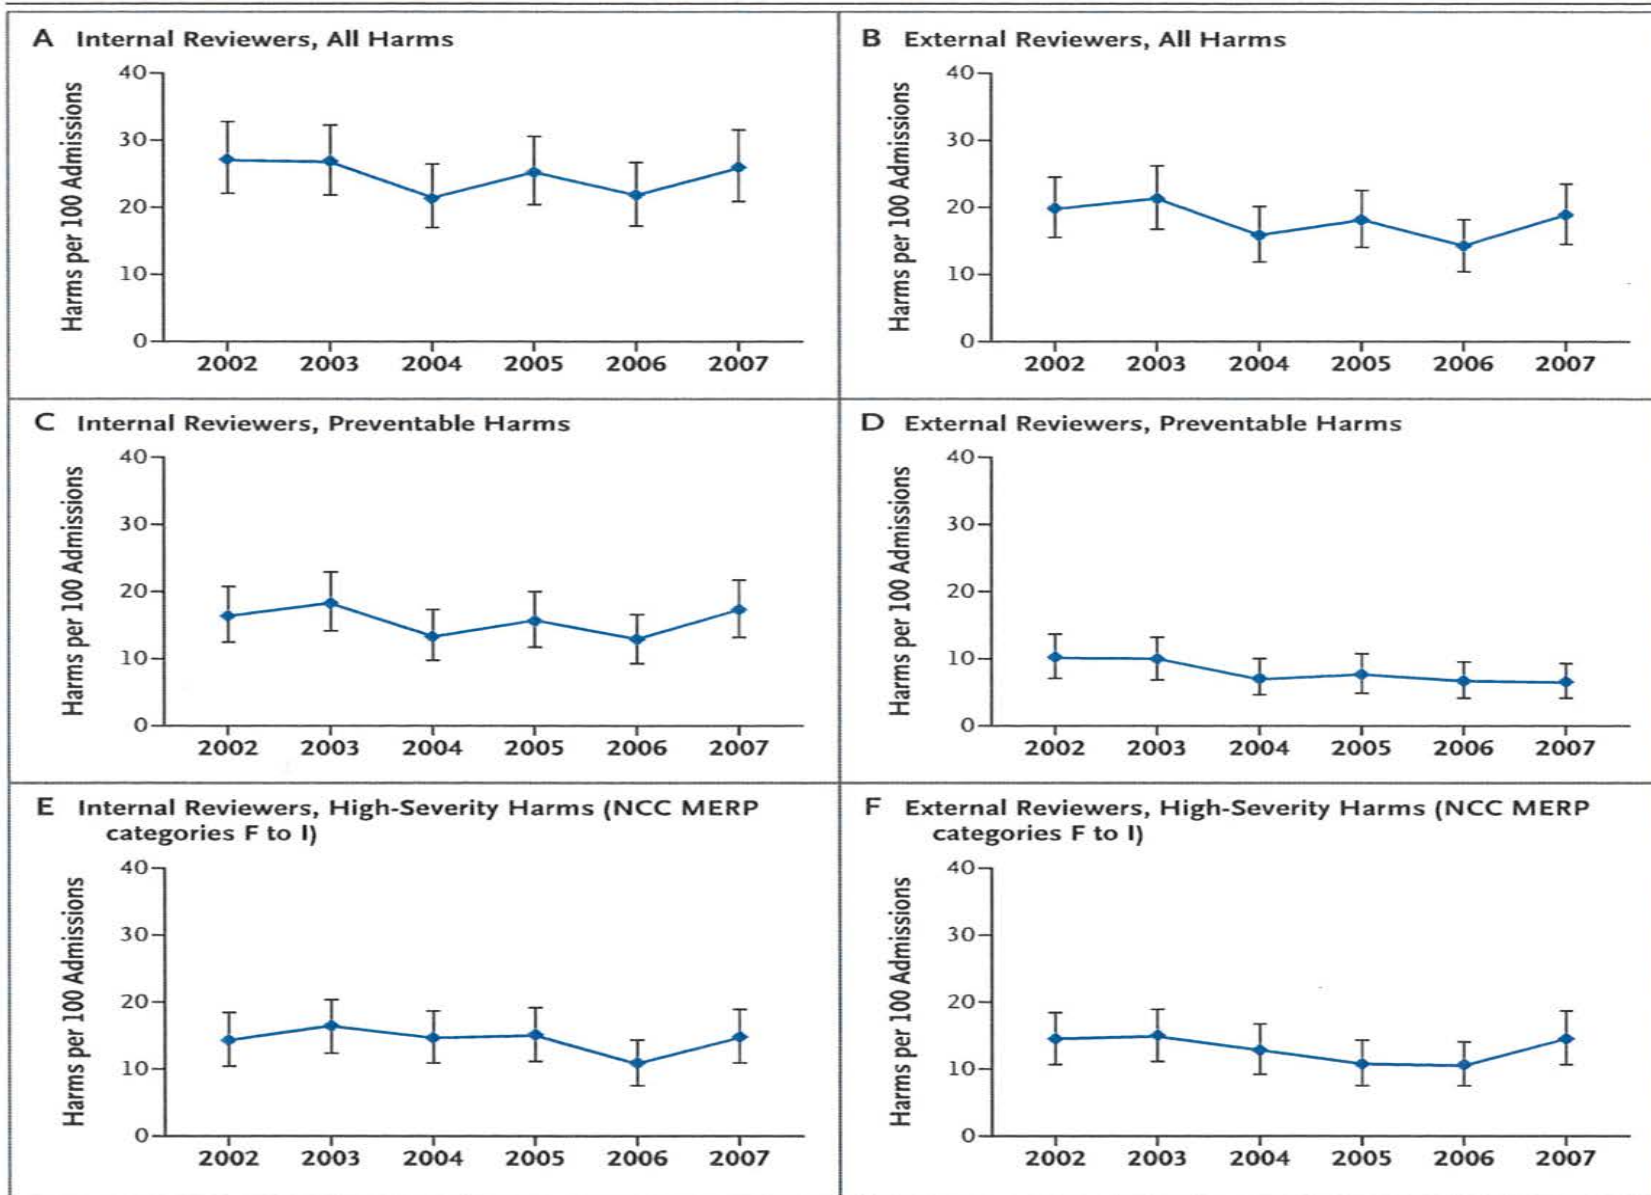 A Internal Reviewers, All Harms
Harms per 100 Admissions
40
30
20
10
0
2002 2003 2004 2005 2006 2007
B External Reviewers, All Harms
Harms per 100 Admissions
40
30
20
10
0
2002 2003 2004 2005 2006 2007
C Internal Reviewers, Preventable Harms
Harms per 100 Admissions
40
30
20
10
0
2002 2003 2004 2005 2006 2007
D External Reviewers, Preventable Harms
Harms per 100 Admissions
40
30
20
10
0
2002 2003 2004 2005 2006 2007
E Internal Reviewers, High-Severity Harms (NCC MERP
categories F to I)
Harms per 100 Admissions
40
30
20
10
0
2002 2003 2004 2005 2006 2007
F External Reviewers, High-Severity Harms (NCC MERP
categories F to I)
Harms per 100 Admissions
40
30
20
10
0
2002 2003 2004 2005 2006 2007